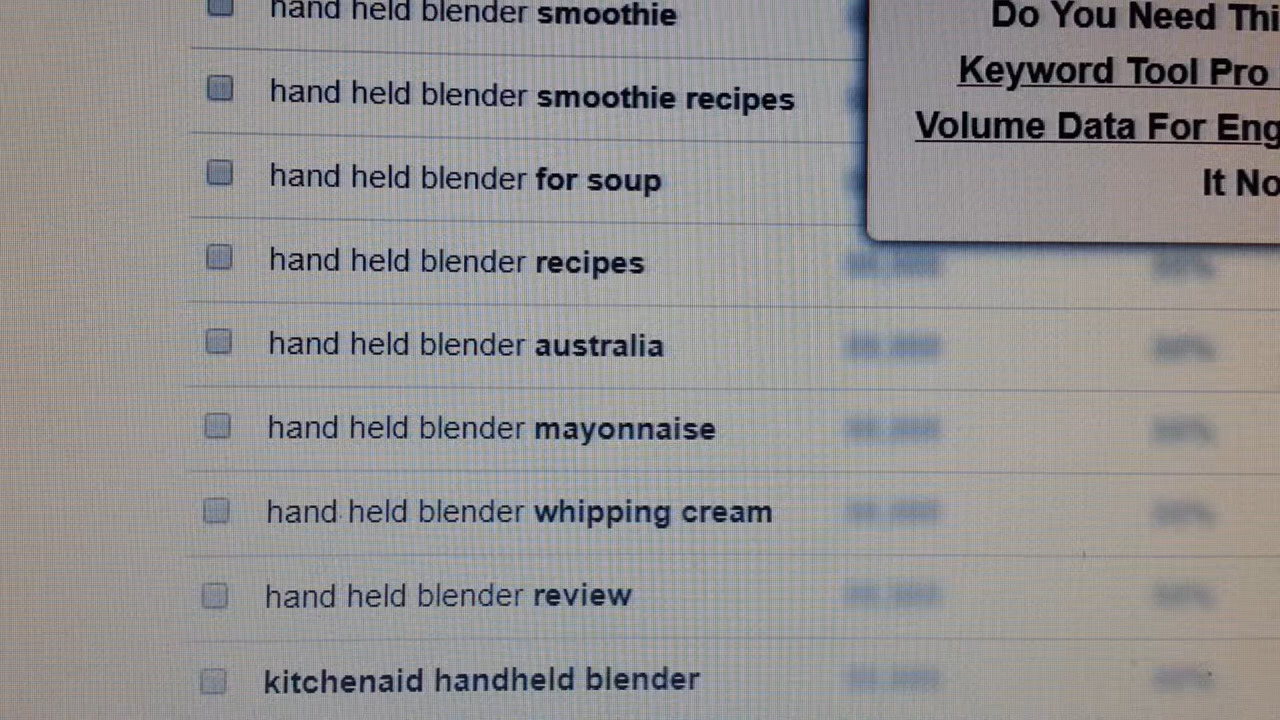 hand held blender smoothie
Do You Need Thi
hand held blender smoothie recipes
Keyword Tool Pro
Volume Data For Eng
hand held blender for soup
It No
hand held blender recipes
hand held blender australia
hand held blender mayonnaise
hand held blender whipping cream
hand held blender review
kitchenaid handheld blender